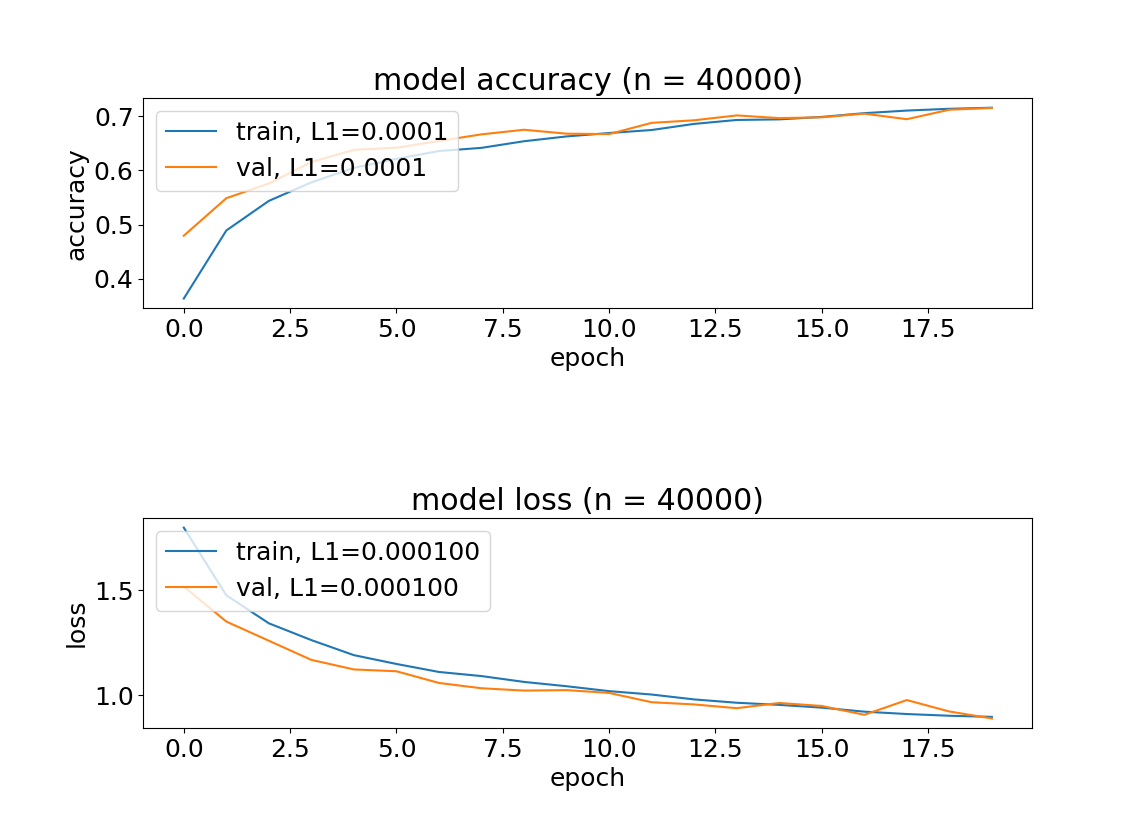 model accuracy (n = 40000)
train, L1=0.0001
val, L1=0.0001
accuracy
0.7
0.6
0.5
0.4
0.0 2.5 5.0 7.5 10.0 12.5 15.0 17.5
epoch
model loss (n = 40000)
train, L1=0.000100
val, L1=0.000100
loss
1.5
1.0
0.0 2.5 5.0 7.5 10.0 12.5 15.0 17.5
epoch